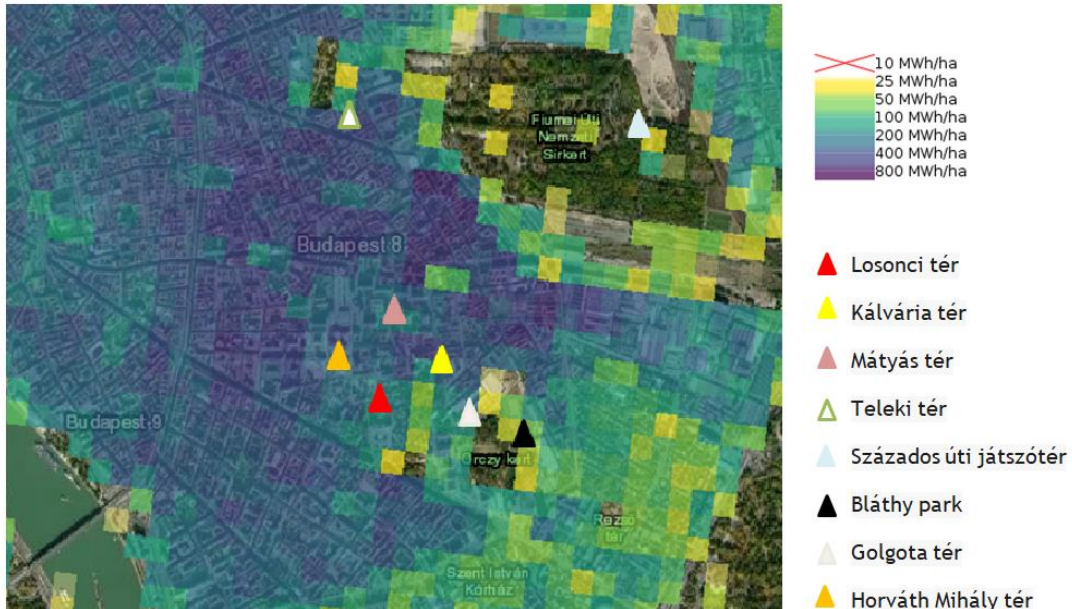 Fiumei Úti
Nemzeti
Sírkert
Budapest 8
Budapest 9
Orczy kert
Rezső
tér
Szent István
Kórház
10 MWh/ha
25 MWh/ha
50 MWh/ha
100 MWh/ha
200 MWh/ha
400 MWh/ha
800 MWh/ha
Losonci tér
Kálvária tér
Mátyás tér
Teleki tér
Százados úti játszótér
Bláthy park
Golgota tér
Horváth Mihály tér